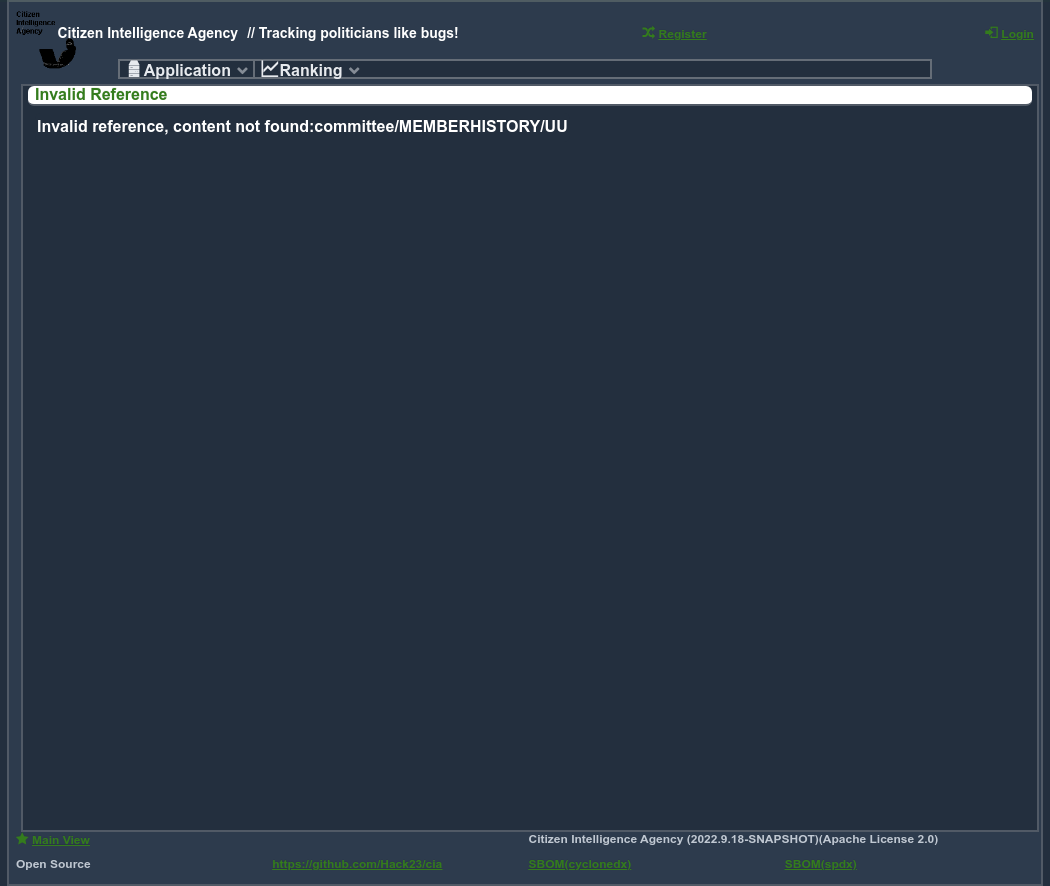 Citizen
Intelligence
Agency
Citizen Intelligence Agency // Tracking politicians like bugs!
Register
Login
Application
Ranking
Invalid Reference
Invalid reference, content not found:committee/MEMBERHISTORY/UU
Main View
Citizen Intelligence Agency (2022.9.18-SNAPSHOT)(Apache License 2.0)
Open Source
https://github.com/Hack23/cia
SBOM(cyclonedx)
SBOM(spdx)